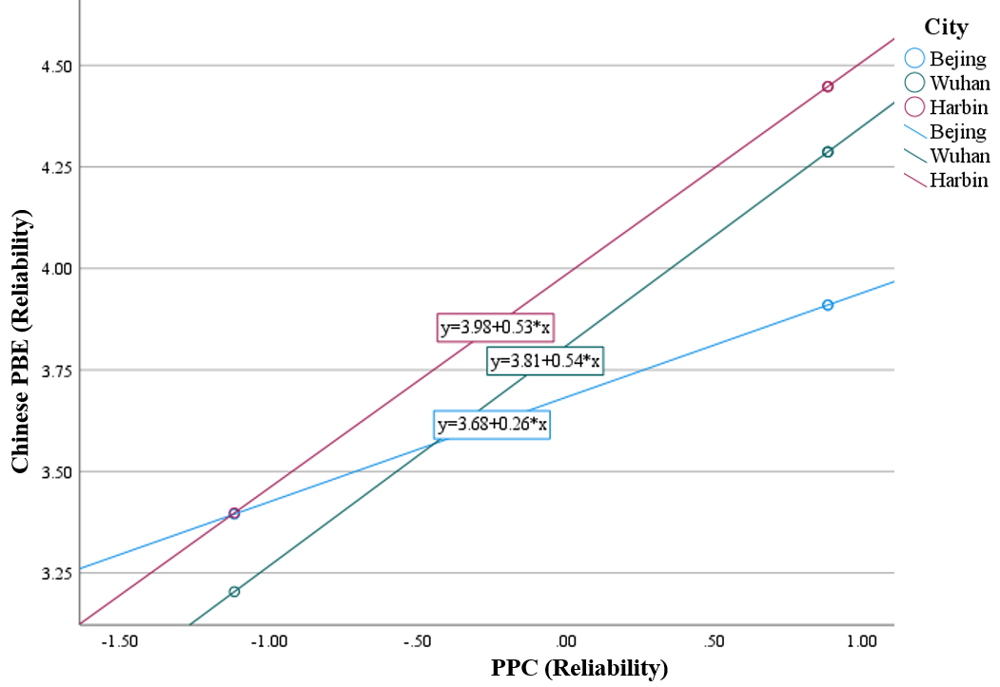 City
Bejing
Wuhan
Harbin
Bejing
Wuhan
Harbin
Chinese PBE (Reliability)
4.50
4.25
4.00
3.75
3.50
3.25
y=3.98+0.53*x
y=3.81+0.54*x
y=3.68+0.26*x
-1.50 -1.00 -.50 .00 .50 1.00
PPC (Reliability)